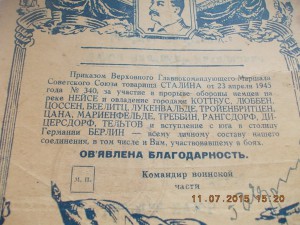 Приказом Верховного Главнокомандующего Маршала
Советского Союза товарища СТАЛИНА от 23 апреля 1945
года № 340, за участие в прорыве обороны немцев на
реке НЕЙСЕ и овладение городами КОТТБУС, ЛЮББЕН,
ЦОССЕН, БЕЕЛИТЦ, ЛУКЕНВАЛЬДЕ, ТРОЙЕНБРИТЦЕН,
ЦАНА, МАРИЕНФЕЛЬДЕ, ТРЕББИН, РАНГСДОРФ, ДИ-
ДЕРСДОРФ, ТЕЛЬТОВ и вступление с юга в столицу
Германии БЕРЛИН — всему личному составу нашего
соединения, в том числе и Вам, участвовавшему в боях,
ОБ'ЯВЛЕНА БЛАГОДАРНОСТЬ.
Командир воинской
части
М. П.
11.07.2015 15:20